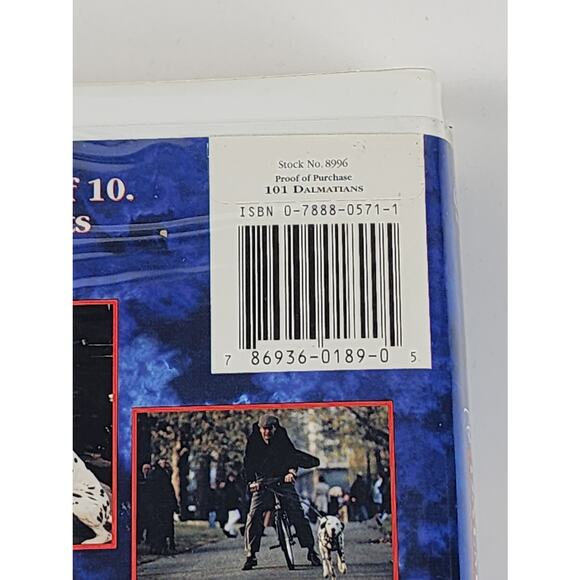 Stock No. 8996
Proof of Purchase
101 DALMATIANS
ISBN 0-7888-0571-1
7 86936-0189-0 5
10.